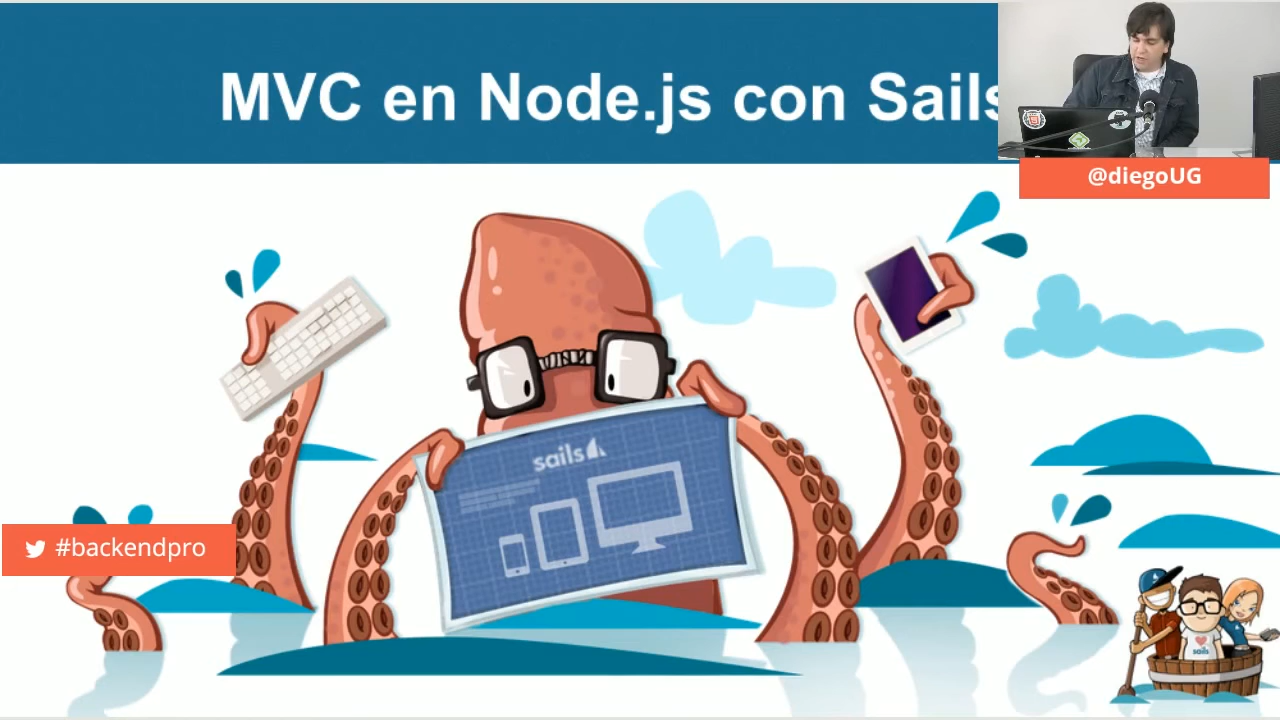 MVC en Node.js con Sails
@diegoUG
sails
#backendpro
sails